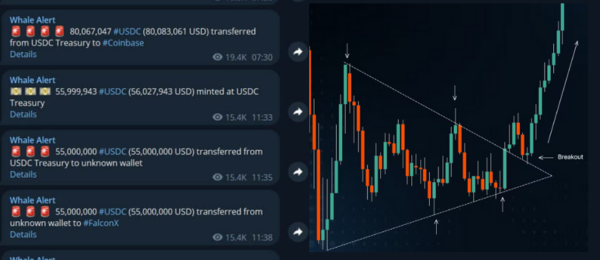 Whale Alert
🚨 🚨 🚨 🚨 80,067,047 #USDC (80,083,061 USD) transferred
from USDC Treasury to #Coinbase
Details
19.4K 07:30
Whale Alert
💵 💵 💵 55,999,943 #USDC (56,027,943 USD) minted at USDC
Treasury
Details
15.4K 11:33
Whale Alert
🚨 🚨 🚨 55,000,000 #USDC (55,000,000 USD) transferred from
USDC Treasury to unknown wallet
Details
15.4K 11:35
Whale Alert
🚨 🚨 🚨 55,000,000 #USDC (55,000,000 USD) transferred from
unknown wallet to #FalconX
Details
15.4K 11:38
Breakout